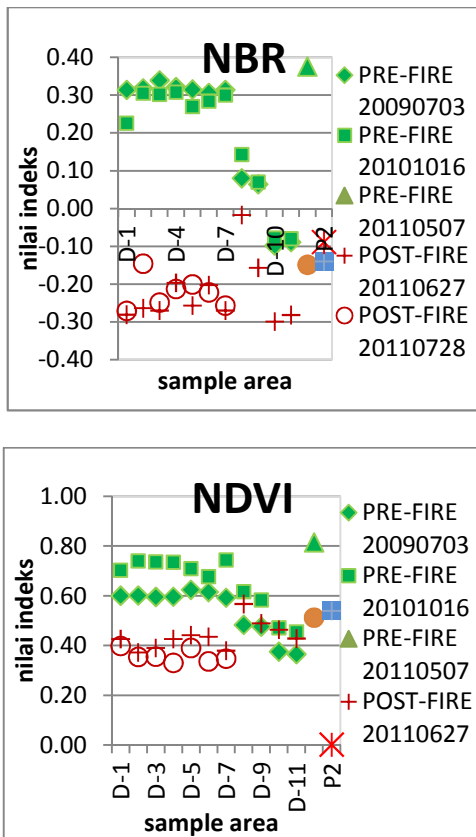 NBR
0.40
0.30
0.20
0.10
0.00
-0.10
-0.20
-0.30
-0.40
nilai indeks
D-1
D-4
D-7
D-10
P2
sample area
PRE-FIRE
20090703
PRE-FIRE
20101016
PRE-FIRE
20110507
POST-FIRE
20110627
POST-FIRE
20110728
NDVI
1.00
0.80
0.60
0.40
0.20
0.00
nilai indeks
D-1
D-3
D-5
D-7
D-9
D-11
P2
sample area
PRE-FIRE
20090703
PRE-FIRE
20101016
PRE-FIRE
20110507
POST-FIRE
20110627